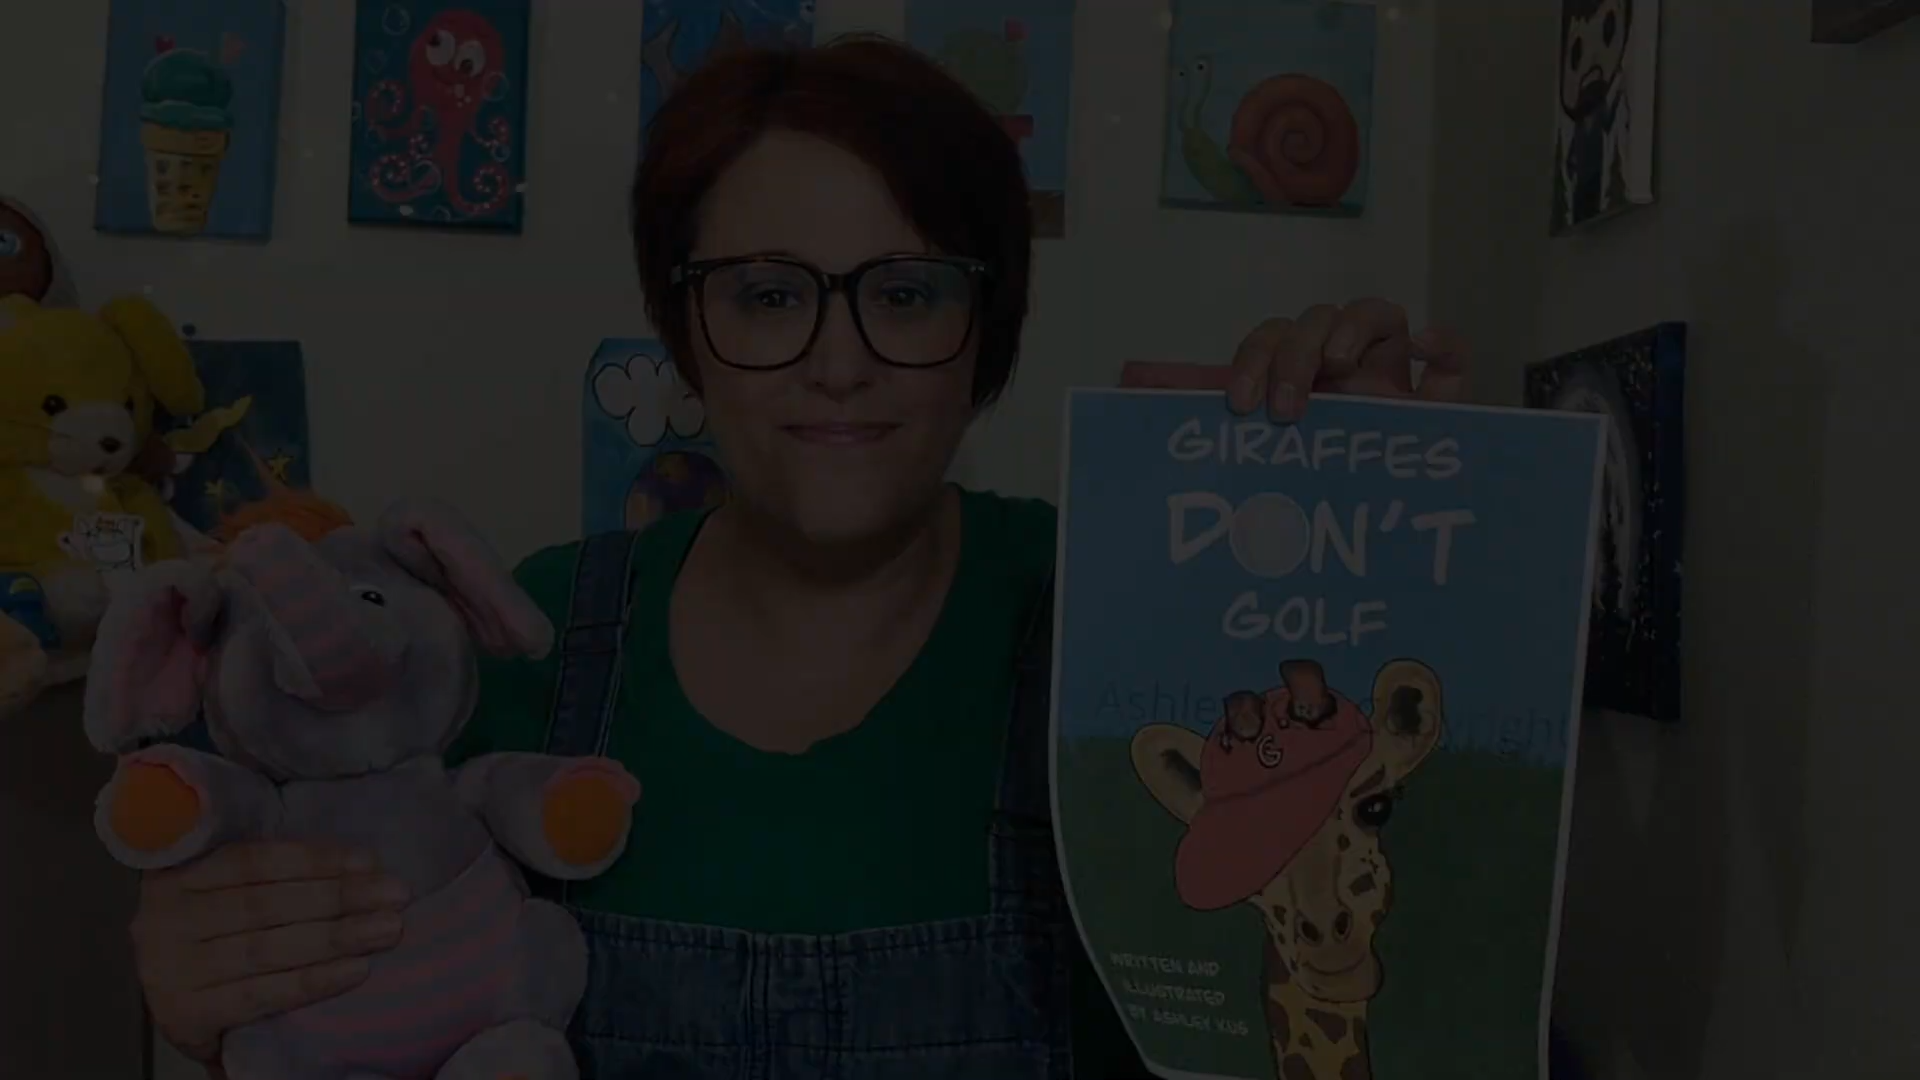 GIRAFFES
DON'T
GOLF
G
WRITTEN AND
ILLUSTRATED
BY ASHLEY KUS